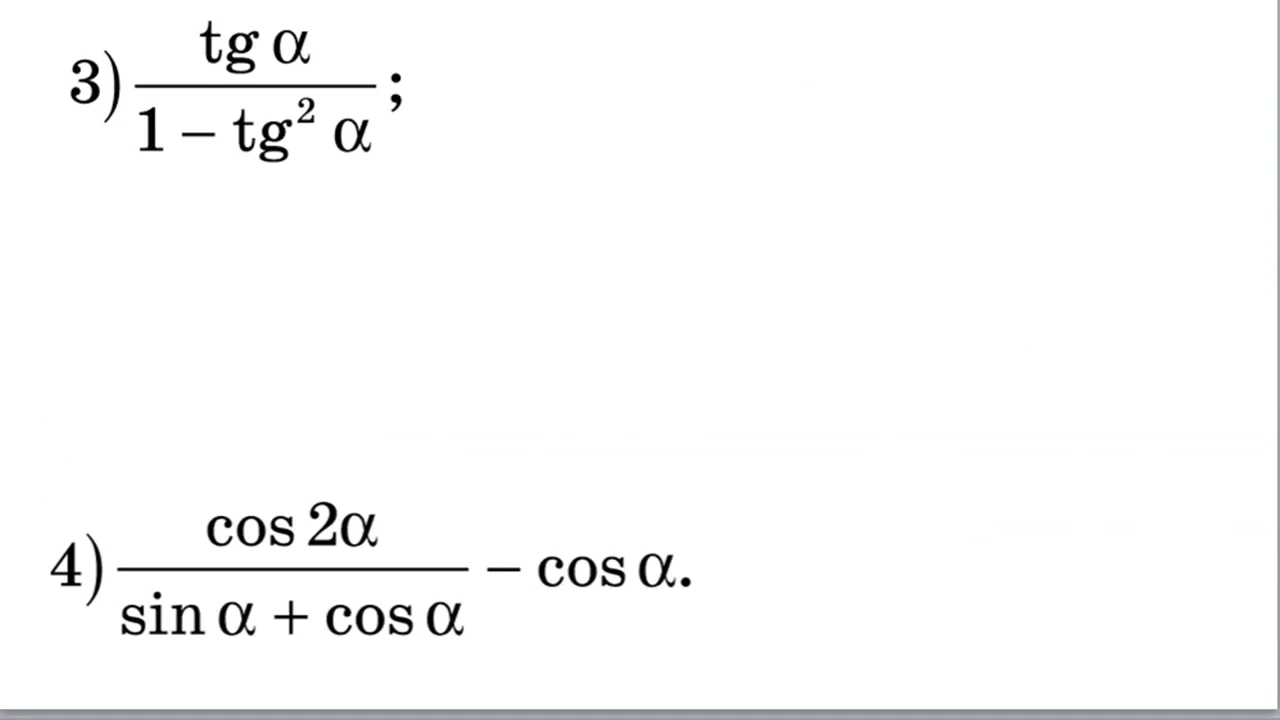 3) tg α / (1 − tg² α);
4) cos 2α / (sin α + cos α) − cos α.